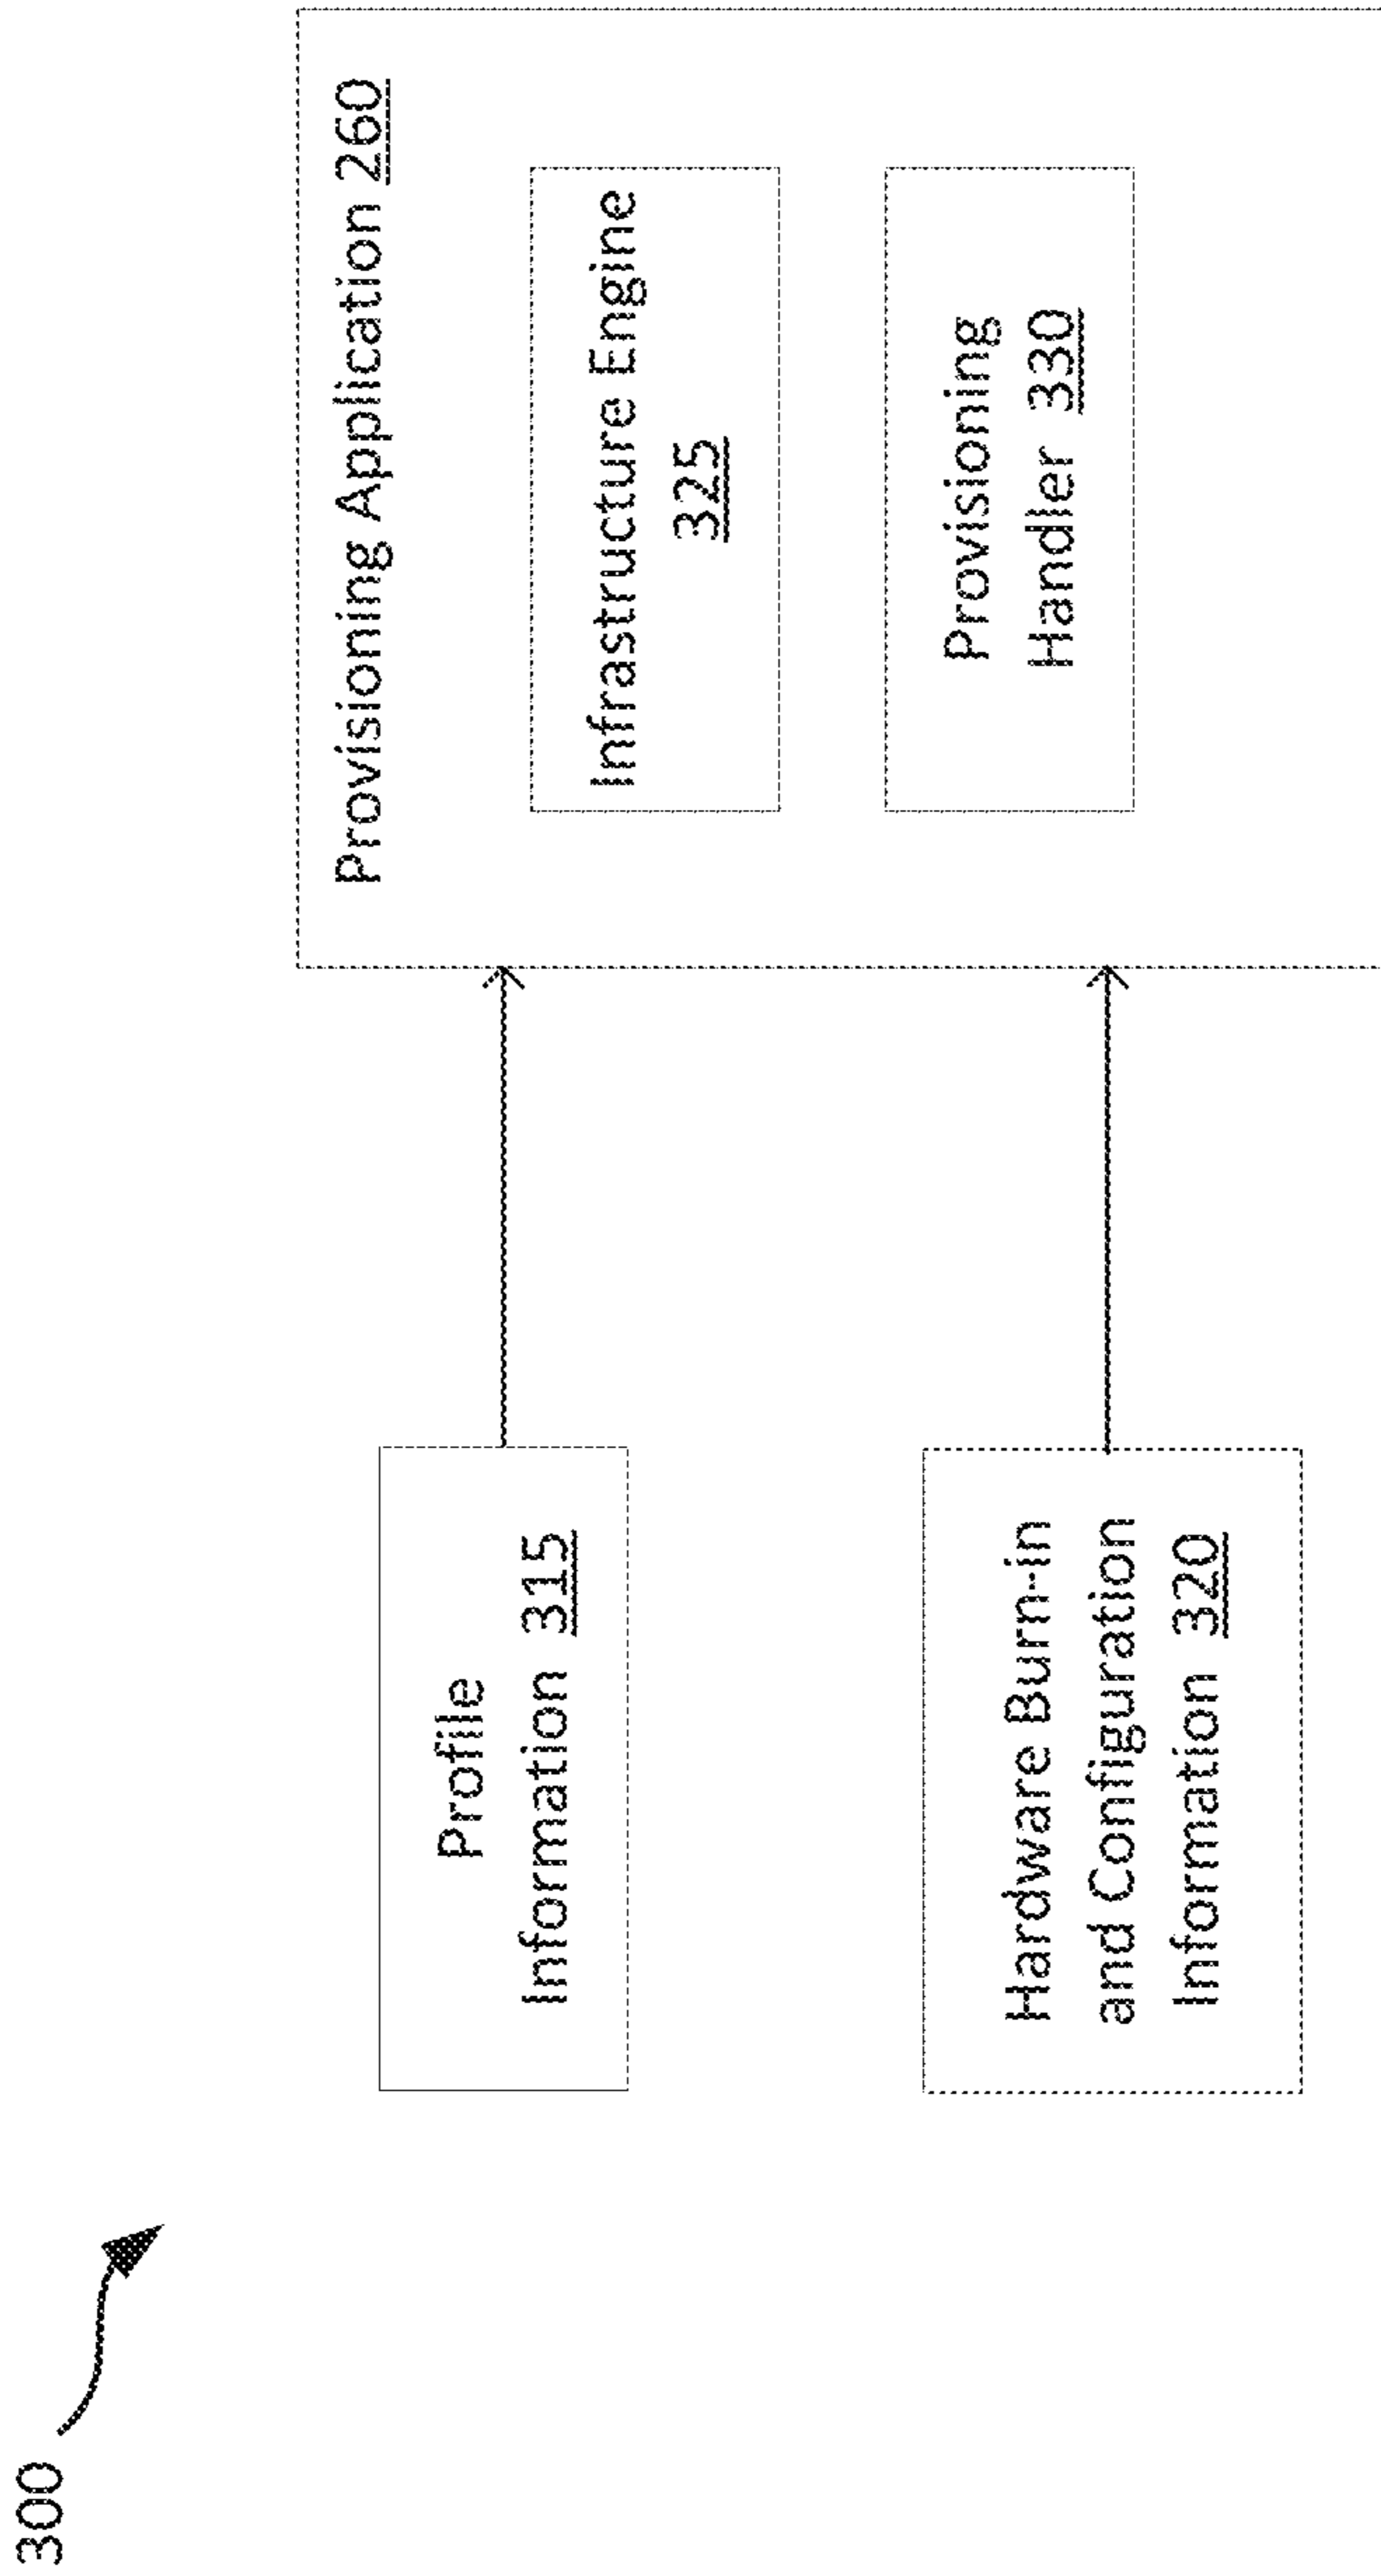 300
Profile
Information 315
Hardware Burn-in
and Configuration
Information 320
Provisioning Application 260
Infrastructure Engine
325
Provisioning
Handler 330